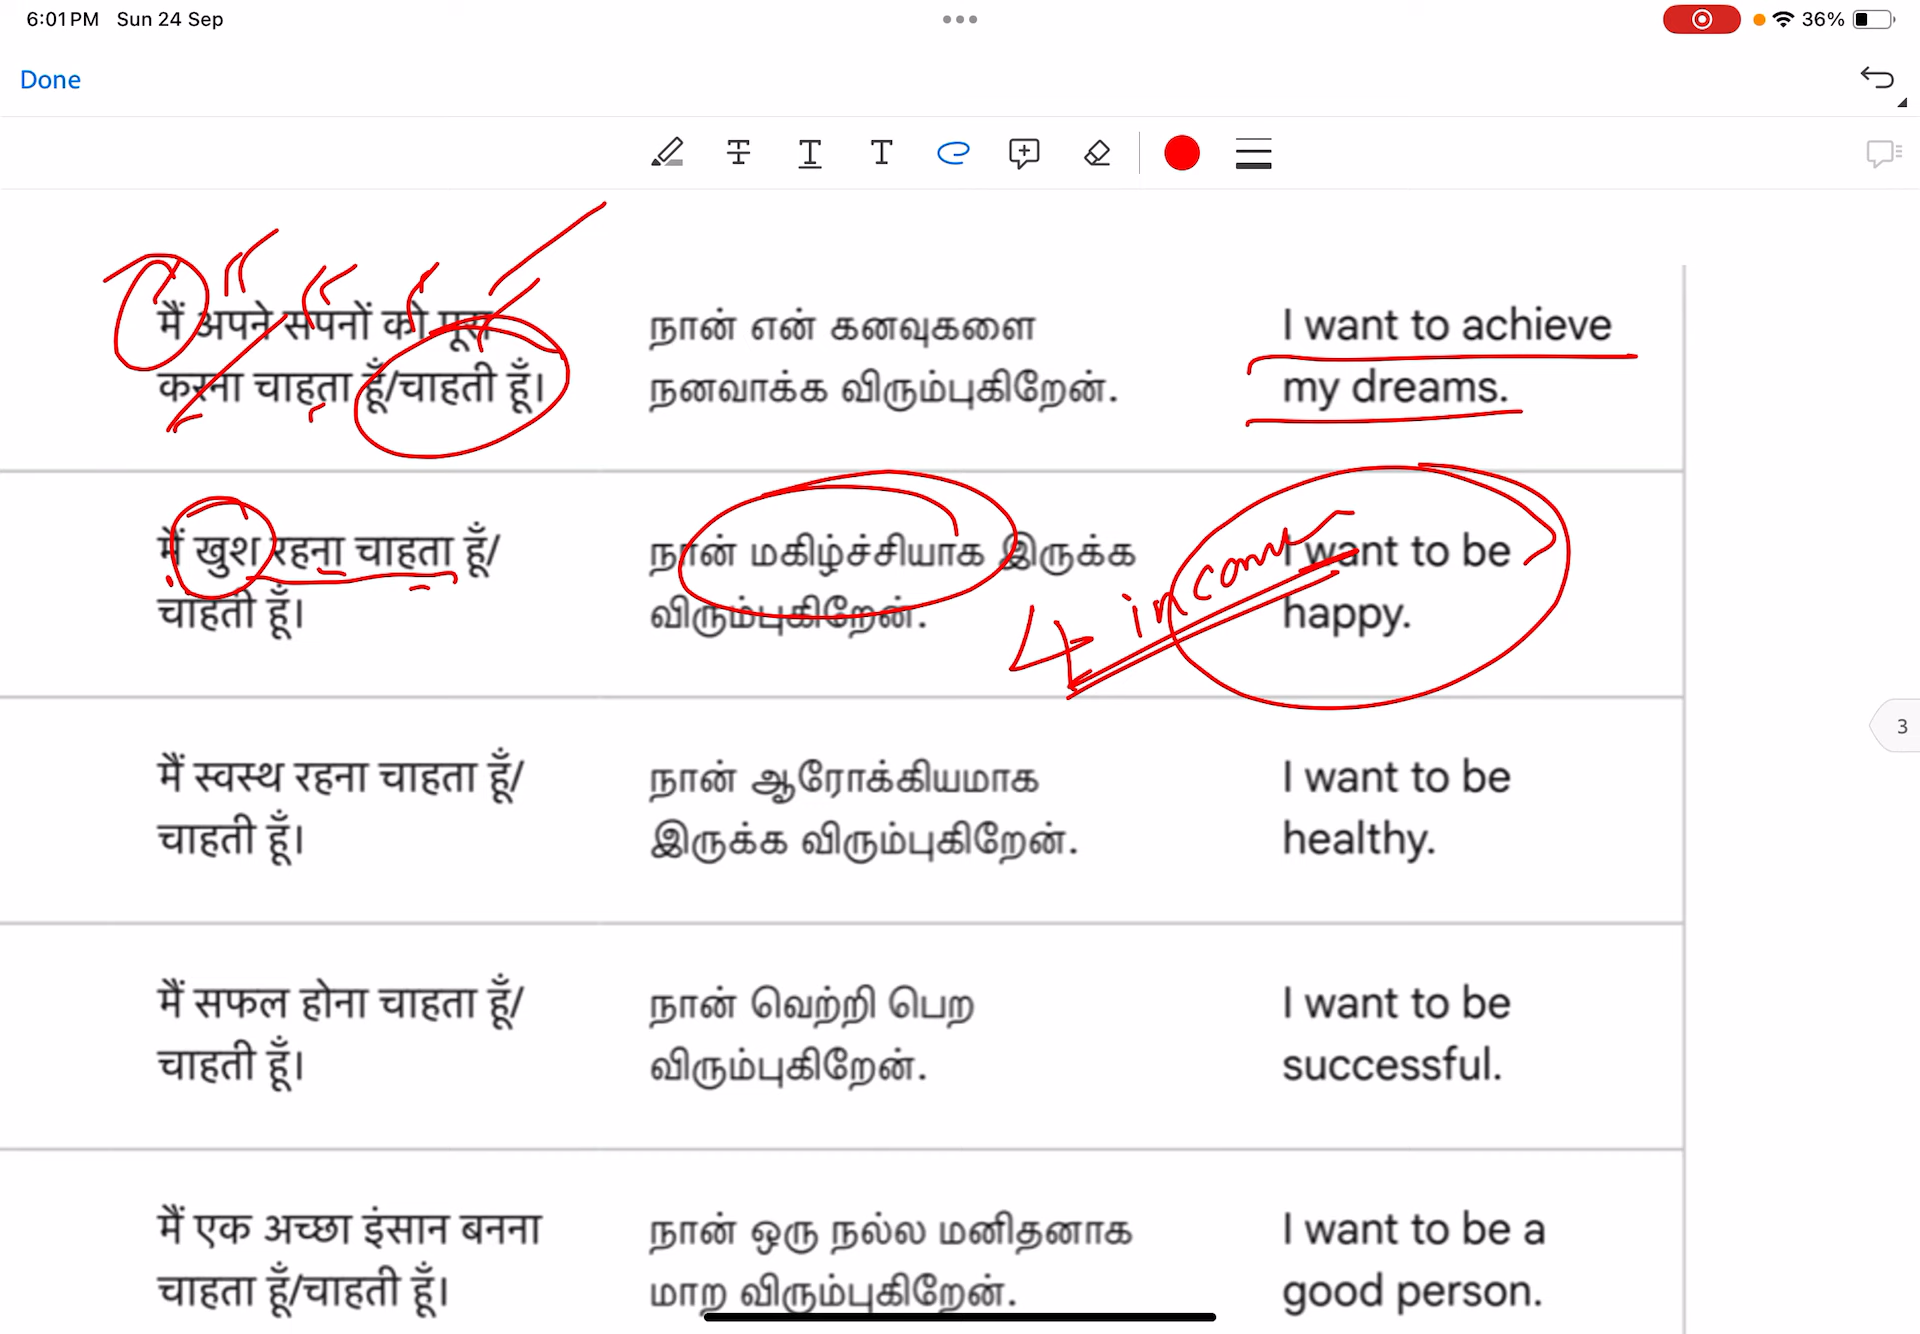 6:01 PM Sun 24 Sep
36%
Done
मैं अपने सपनों को पूरा
करना चाहता हूँ/चाहती हूँ।
நான் என் கனவுகளை
நனவாக்க விரும்புகிறேன்.
I want to achieve
my dreams.
मैं खुश रहना चाहता हूँ/
चाहती हूँ।
நான் மகிழ்ச்சியாக இருக்க
விரும்புகிறேன்.
I want to be
happy.
मैं स्वस्थ रहना चाहता हूँ/
चाहती हूँ।
நான் ஆரோக்கியமாக
இருக்க விரும்புகிறேன்.
I want to be
healthy.
3
मैं सफल होना चाहता हूँ/
चाहती हूँ।
நான் வெற்றி பெற
விரும்புகிறேன்.
I want to be
successful.
मैं एक अच्छा इंसान बनना
चाहता हूँ/चाहती हूँ।
நான் ஒரு நல்ல மனிதனாக
மாற விரும்புகிறேன்.
I want to be a
good person.